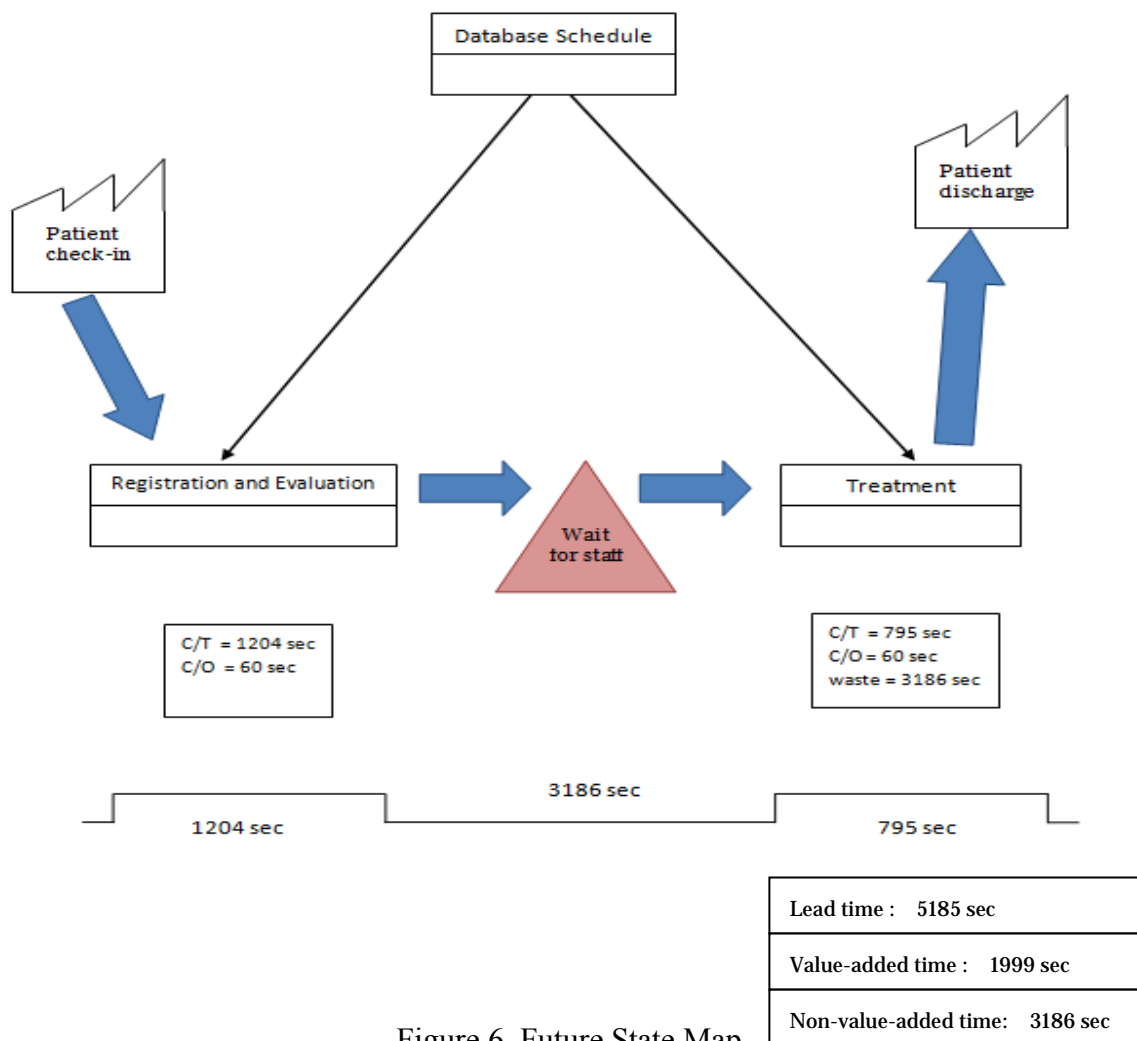 Database Schedule
Patient
check-in
Patient
discharge
Registration and Evaluation
Wait
for staff
Treatment
C/T = 1204 sec
C/O = 60 sec
C/T = 795 sec
C/O = 60 sec
waste = 3186 sec
3186 sec
1204 sec
795 sec
Lead time : 5185 sec
Value-added time : 1999 sec
Non-value-added time: 3186 sec
Figure 6. Future State Map